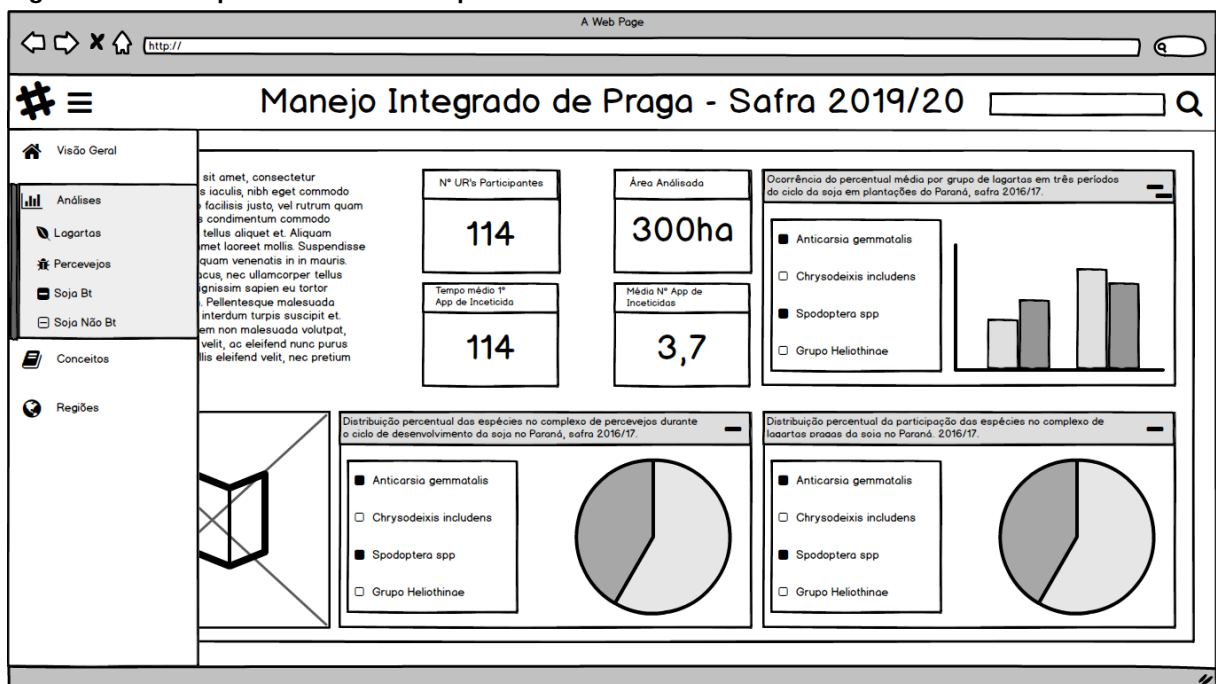 A Web Page
http://
Manejo Integrado de Praga - Safra 2019/20
Visão Geral
Análises
Lagartas
Percevejos
Soja Bt
Soja Não Bt
Conceitos
Regiões
sit amet, consectetur
iaculis, nibh eget commodo
facilisis justo, vel rutrum quam
condimentum commodo
tellus aliquet et. Aliquam
laoreet mollis. Suspendisse
quam venenatis in in mauris.
nec ullamcorper tellus
sapien eu tortor
Pellentesque malesuada
interdum turpis suscipit et.
non malesuada volutpat,
velit, ac eleifend nunc purus
eleifend velit, nec pretium
Nº UR's Participantes
114
Área Análisada
300ha
Tempo médio 1º
App de Inceticida
114
Média Nº App de
Inceticidas
3,7
Ocorrência do percentual média por grupo de lagartas em três períodos
do ciclo da soja em plantações do Paraná, safra 2016/17.
Anticarsia gemmatalis
Chrysodeixis includens
Spodoptera spp
Grupo Heliothinae
Distribuição percentual das espécies no complexo de percevejos durante
o ciclo de desenvolvimento da soja no Paraná, safra 2016/17.
Anticarsia gemmatalis
Chrysodeixis includens
Spodoptera spp
Grupo Heliothinae
Distribuição percentual da participação das espécies no complexo de
lagartas pragas da soja no Paraná. 2016/17.
Anticarsia gemmatalis
Chrysodeixis includens
Spodoptera spp
Grupo Heliothinae